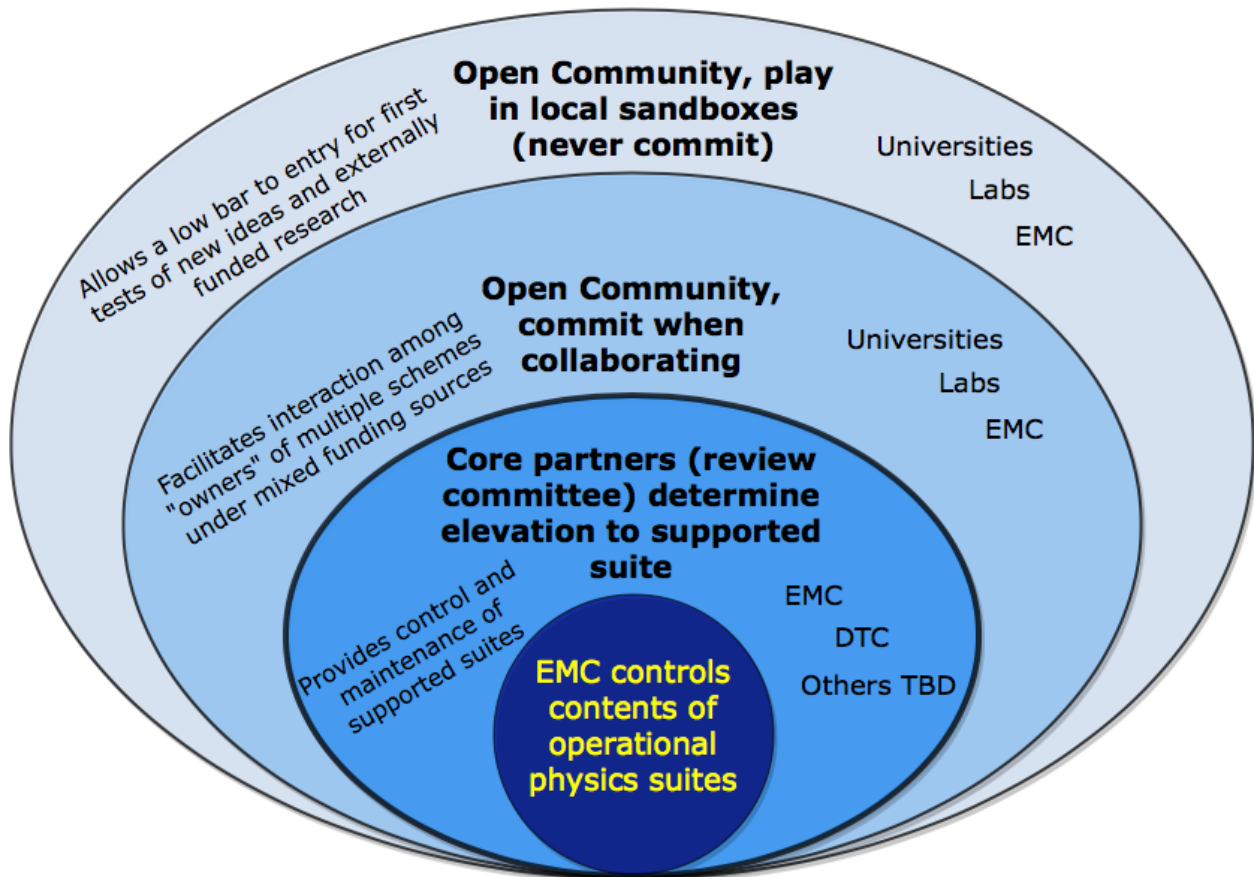 Open Community, play
in local sandboxes
(never commit)
Allows a low bar to entry for first
tests of new ideas and externally
funded research
Universities
Labs
EMC
Open Community,
commit when
collaborating
Facilitates interaction among
"owners" of multiple schemes
under mixed funding sources
Universities
Labs
EMC
Core partners (review
committee) determine
elevation to supported
suite
Provides control and
maintenance of
supported suites
EMC
DTC
Others TBD
EMC controls
contents of
operational
physics suites